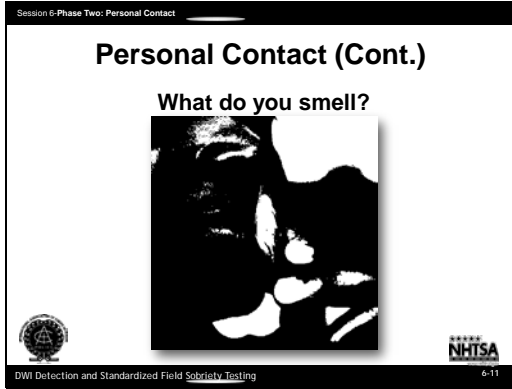 Session 6-Phase Two: Personal Contact
Personal Contact (Cont.)
What do you smell?
NHTSA
DWI Detection and Standardized Field Sobriety Testing
6-11